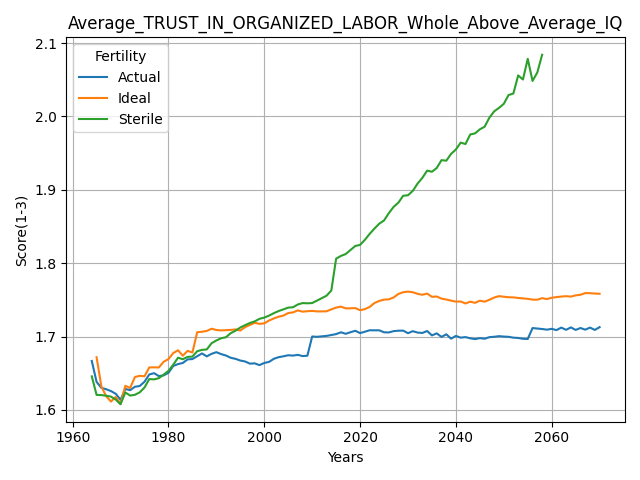 Average_TRUST_IN_ORGANIZED_LABOR_Whole_Above_Average_IQ
Fertility
Actual
Ideal
Sterile
Score(1-3)
2.1
2.0
1.9
1.8
1.7
1.6
1960
1980
2000
2020
2040
2060
Years